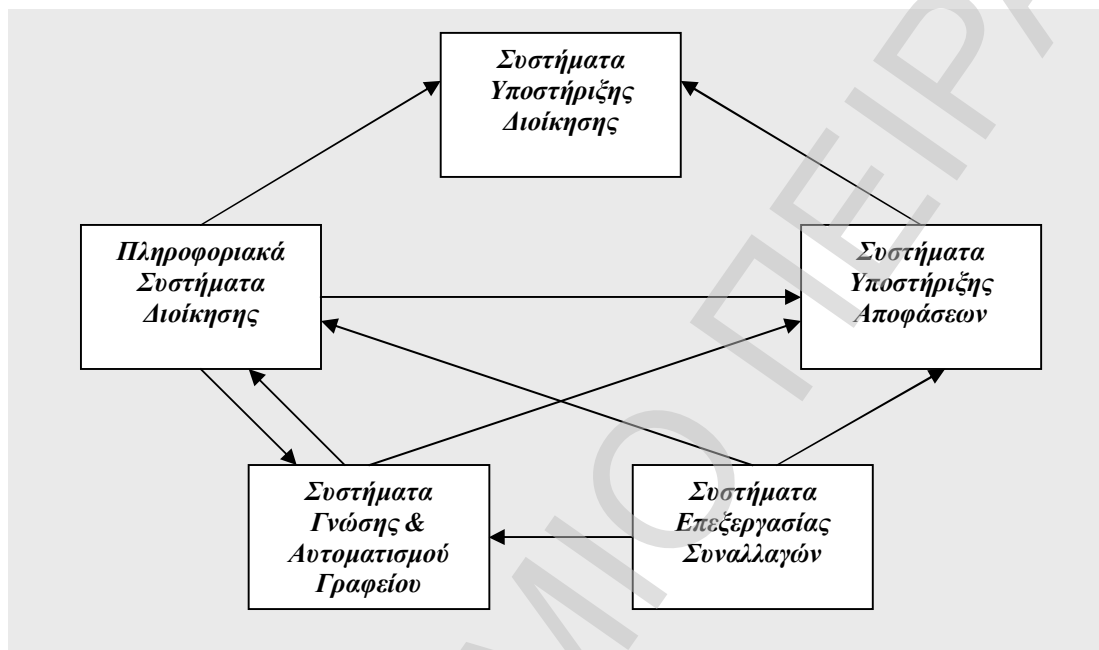 Συστήματα
Υποστήριξης
Διοίκησης
Πληροφοριακά
Συστήματα
Διοίκησης
Συστήματα
Υποστήριξης
Αποφάσεων
Συστήματα
Γνώσης &
Αυτοματισμού
Γραφείου
Συστήματα
Επεξεργασίας
Συναλλαγών